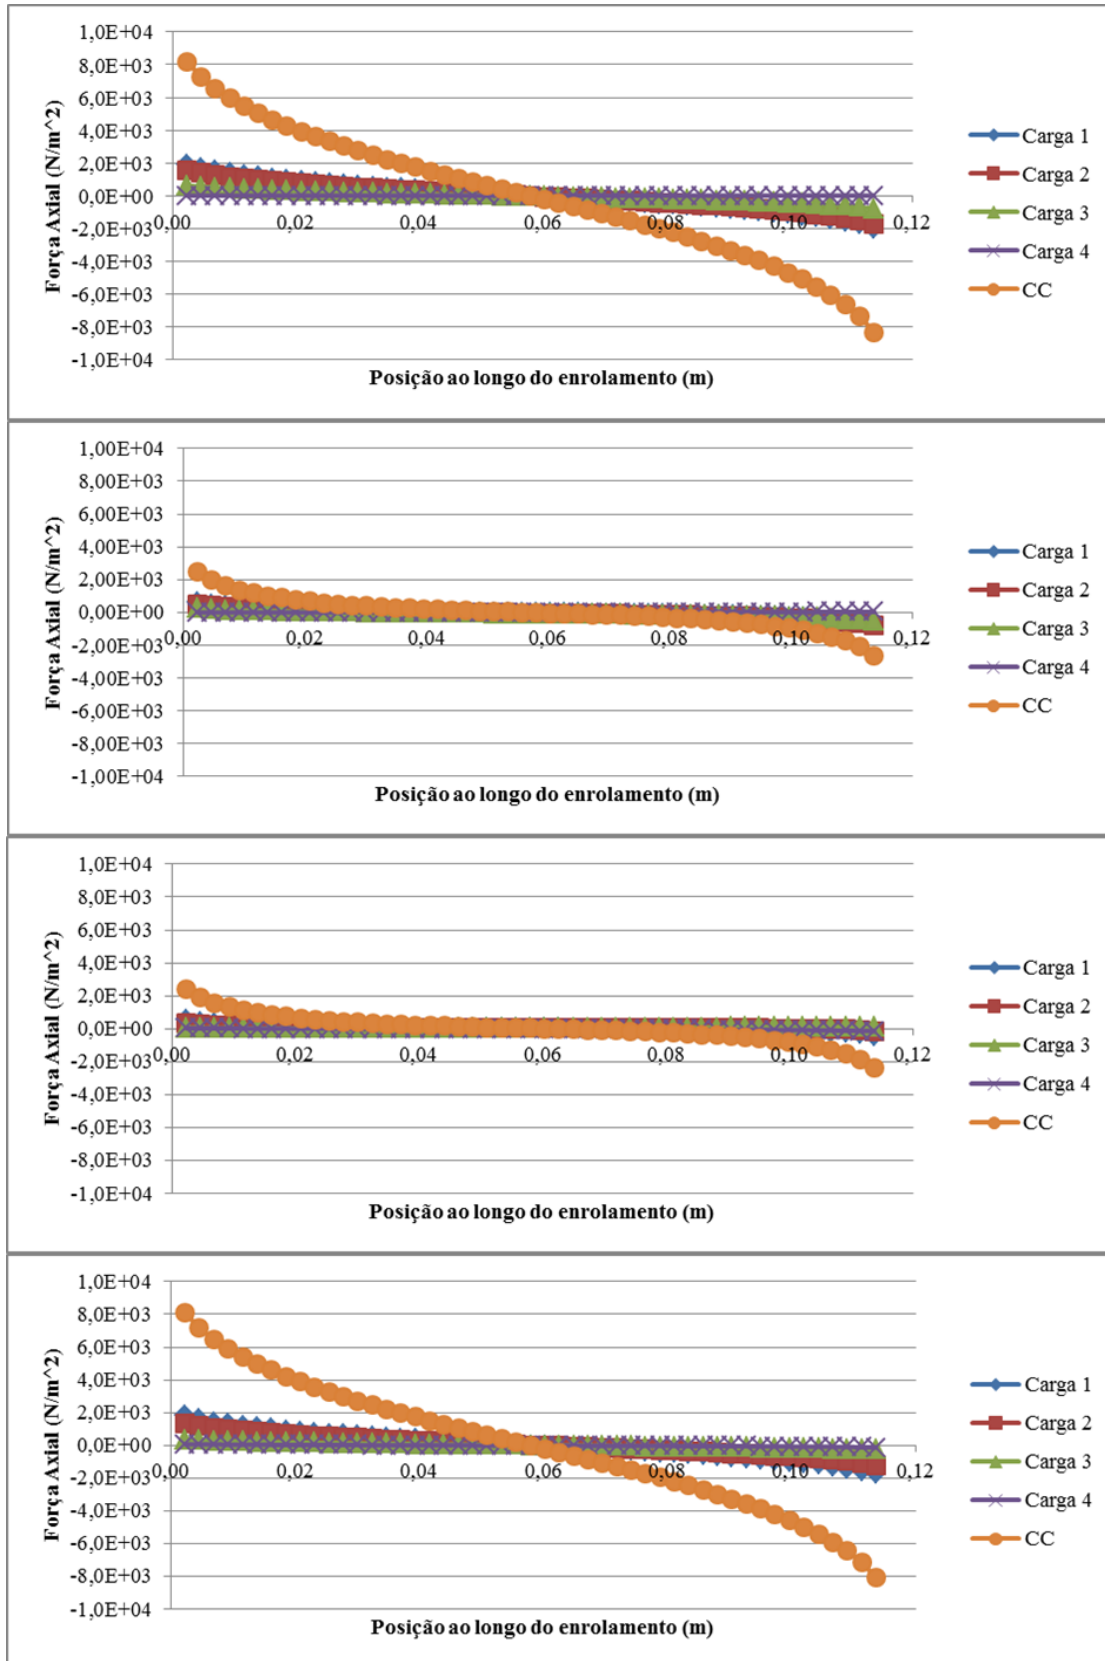 1,0E+04
8,0E+03
6,0E+03
4,0E+03
2,0E+03
0,0E+00
-2,0E+03
-4,0E+03
-6,0E+03
-8,0E+03
-1,0E+04
0,00
0,02
0,04
0,06
0,08
0,10
0,12
Força Axial (N/m^2)
Posição ao longo do enrolamento (m)
Carga 1
Carga 2
Carga 3
Carga 4
CC
1,00E+04
8,00E+03
6,00E+03
4,00E+03
2,00E+03
0,00E+00
-2,00E+03
-4,00E+03
-6,00E+03
-8,00E+03
-1,00E+04
0,00
0,02
0,04
0,06
0,08
0,10
0,12
Força Axial (N/m^2)
Posição ao longo do enrolamento (m)
Carga 1
Carga 2
Carga 3
Carga 4
CC
1,0E+04
8,0E+03
6,0E+03
4,0E+03
2,0E+03
0,0E+00
-2,0E+03
-4,0E+03
-6,0E+03
-8,0E+03
-1,0E+04
0,00
0,02
0,04
0,06
0,08
0,10
0,12
Força Axial (N/m^2)
Posição ao longo do enrolamento (m)
Carga 1
Carga 2
Carga 3
Carga 4
CC
1,0E+04
8,0E+03
6,0E+03
4,0E+03
2,0E+03
0,0E+00
-2,0E+03
-4,0E+03
-6,0E+03
-8,0E+03
-1,0E+04
0,00
0,02
0,04
0,06
0,08
0,10
0,12
Força Axial (N/m^2)
Posição ao longo do enrolamento (m)
Carga 1
Carga 2
Carga 3
Carga 4
CC